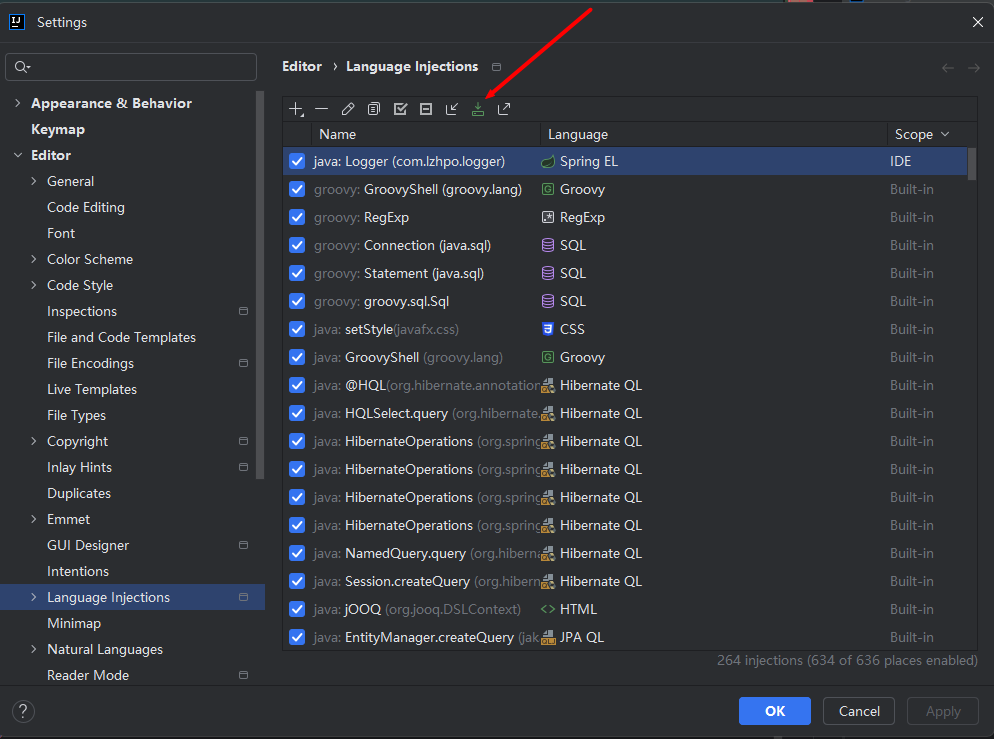 Settings
Appearance & Behavior
Keymap
Editor
General
Code Editing
Font
Color Scheme
Code Style
Inspections
File and Code Templates
File Encodings
Live Templates
File Types
Copyright
Inlay Hints
Duplicates
Emmet
GUI Designer
Intentions
Language Injections
Minimap
Natural Languages
Reader Mode
Editor › Language Injections
Name Language Scope
java: Logger (com.lzhpo.logger) Spring EL IDE
groovy: GroovyShell (groovy.lang) Groovy Built-in
groovy: RegExp RegExp Built-in
groovy: Connection (java.sql) SQL Built-in
groovy: Statement (java.sql) SQL Built-in
groovy: groovy.sql.Sql SQL Built-in
java: setStyle(javafx.css) CSS Built-in
java: GroovyShell (groovy.lang) Groovy Built-in
java: @HQL(org.hibernate.annotation Hibernate QL Built-in
java: HQLSelect.query (org.hibernate. Hibernate QL Built-in
java: HibernateOperations (org.spring Hibernate QL Built-in
java: HibernateOperations (org.spring Hibernate QL Built-in
java: HibernateOperations (org.spring Hibernate QL Built-in
java: HibernateOperations (org.spring Hibernate QL Built-in
java: NamedQuery.query (org.hiberna Hibernate QL Built-in
java: Session.createQuery (org.hibern Hibernate QL Built-in
java: jOOQ (org.jooq.DSLContext) HTML Built-in
java: EntityManager.createQuery (jak JPA QL Built-in
264 injections (634 of 636 places enabled)
? OK Cancel Apply